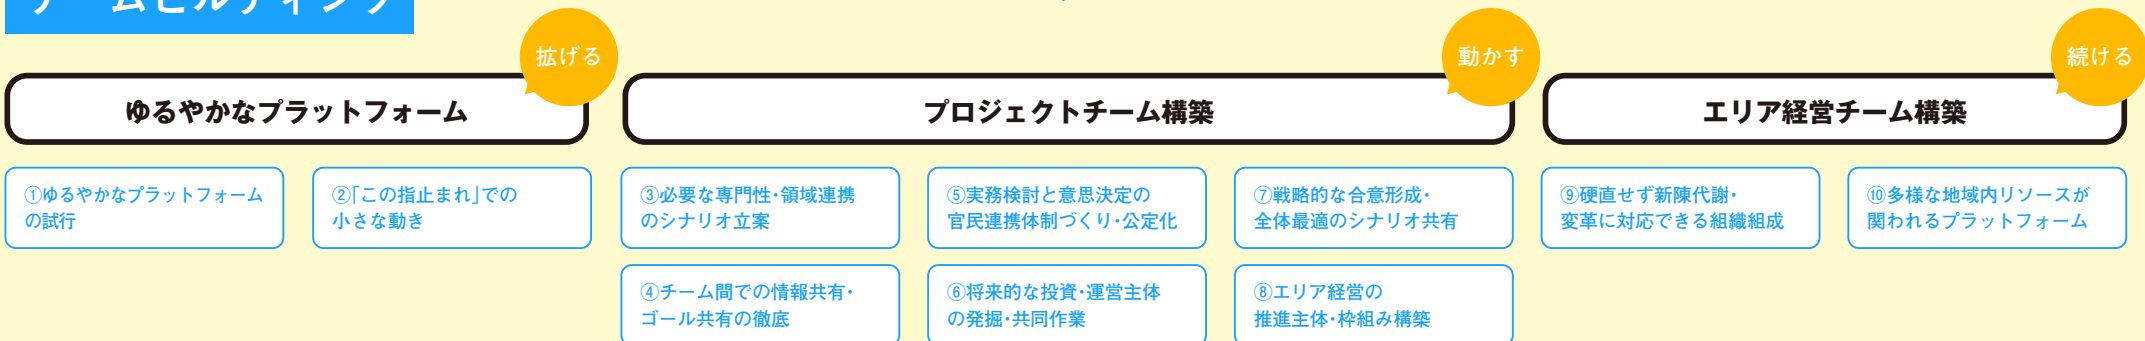 チームビルディング
拡げる
動かす
続ける
ゆるやかなプラットフォーム
プロジェクトチーム構築
エリア経営チーム構築
①ゆるやかなプラットフォーム
の試行
②「この指止まれ」での
小さな動き
③必要な専門性・領域連携
のシナリオ立案
④チーム間での情報共有・
ゴール共有の徹底
⑤実務検討と意思決定の
官民連携体制づくり・公定化
⑥将来的な投資・運営主体
の発掘・共同作業
⑦戦略的な合意形成・
全体最適のシナリオ共有
⑧エリア経営の
推進主体・枠組み構築
⑨硬直せず新陳代謝・
変革に対応できる組織組成
⑩多様な地域内リソースが
関われるプラットフォーム